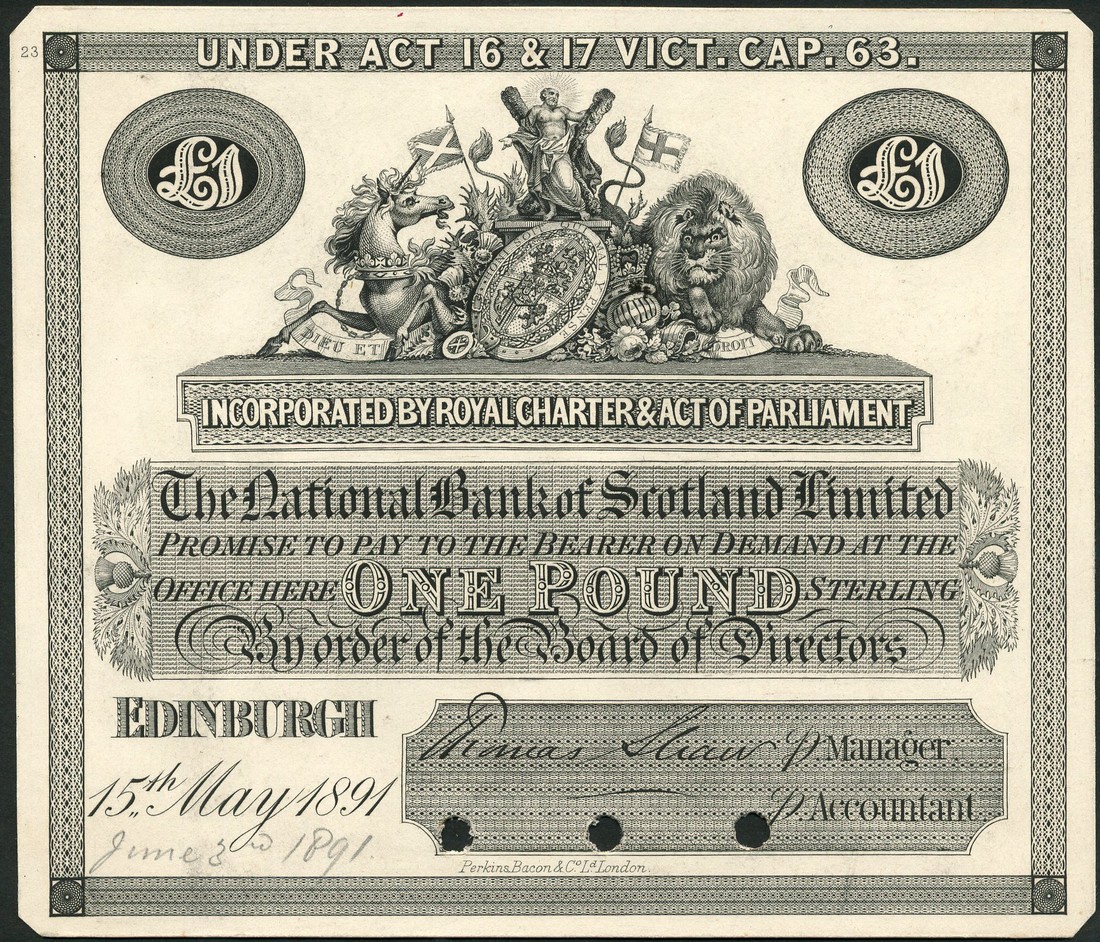 23
UNDER ACT 16 & 17 VICT. CAP. 63.
£1
£1
DIEU ET
DROIT
INCORPORATED BY ROYAL CHARTER & ACT OF PARLIAMENT
The National Bank of Scotland Limited
PROMISE TO PAY TO THE BEARER ON DEMAND AT THE
OFFICE HERE ONE POUND STERLING
By order of the Board of Directors
EDINBURGH
Thomas Shaw p. Manager.
15,,th May 1891
p. Accountant.
June 3rd 1891.
Perkins, Bacon & Co. Ld. London.